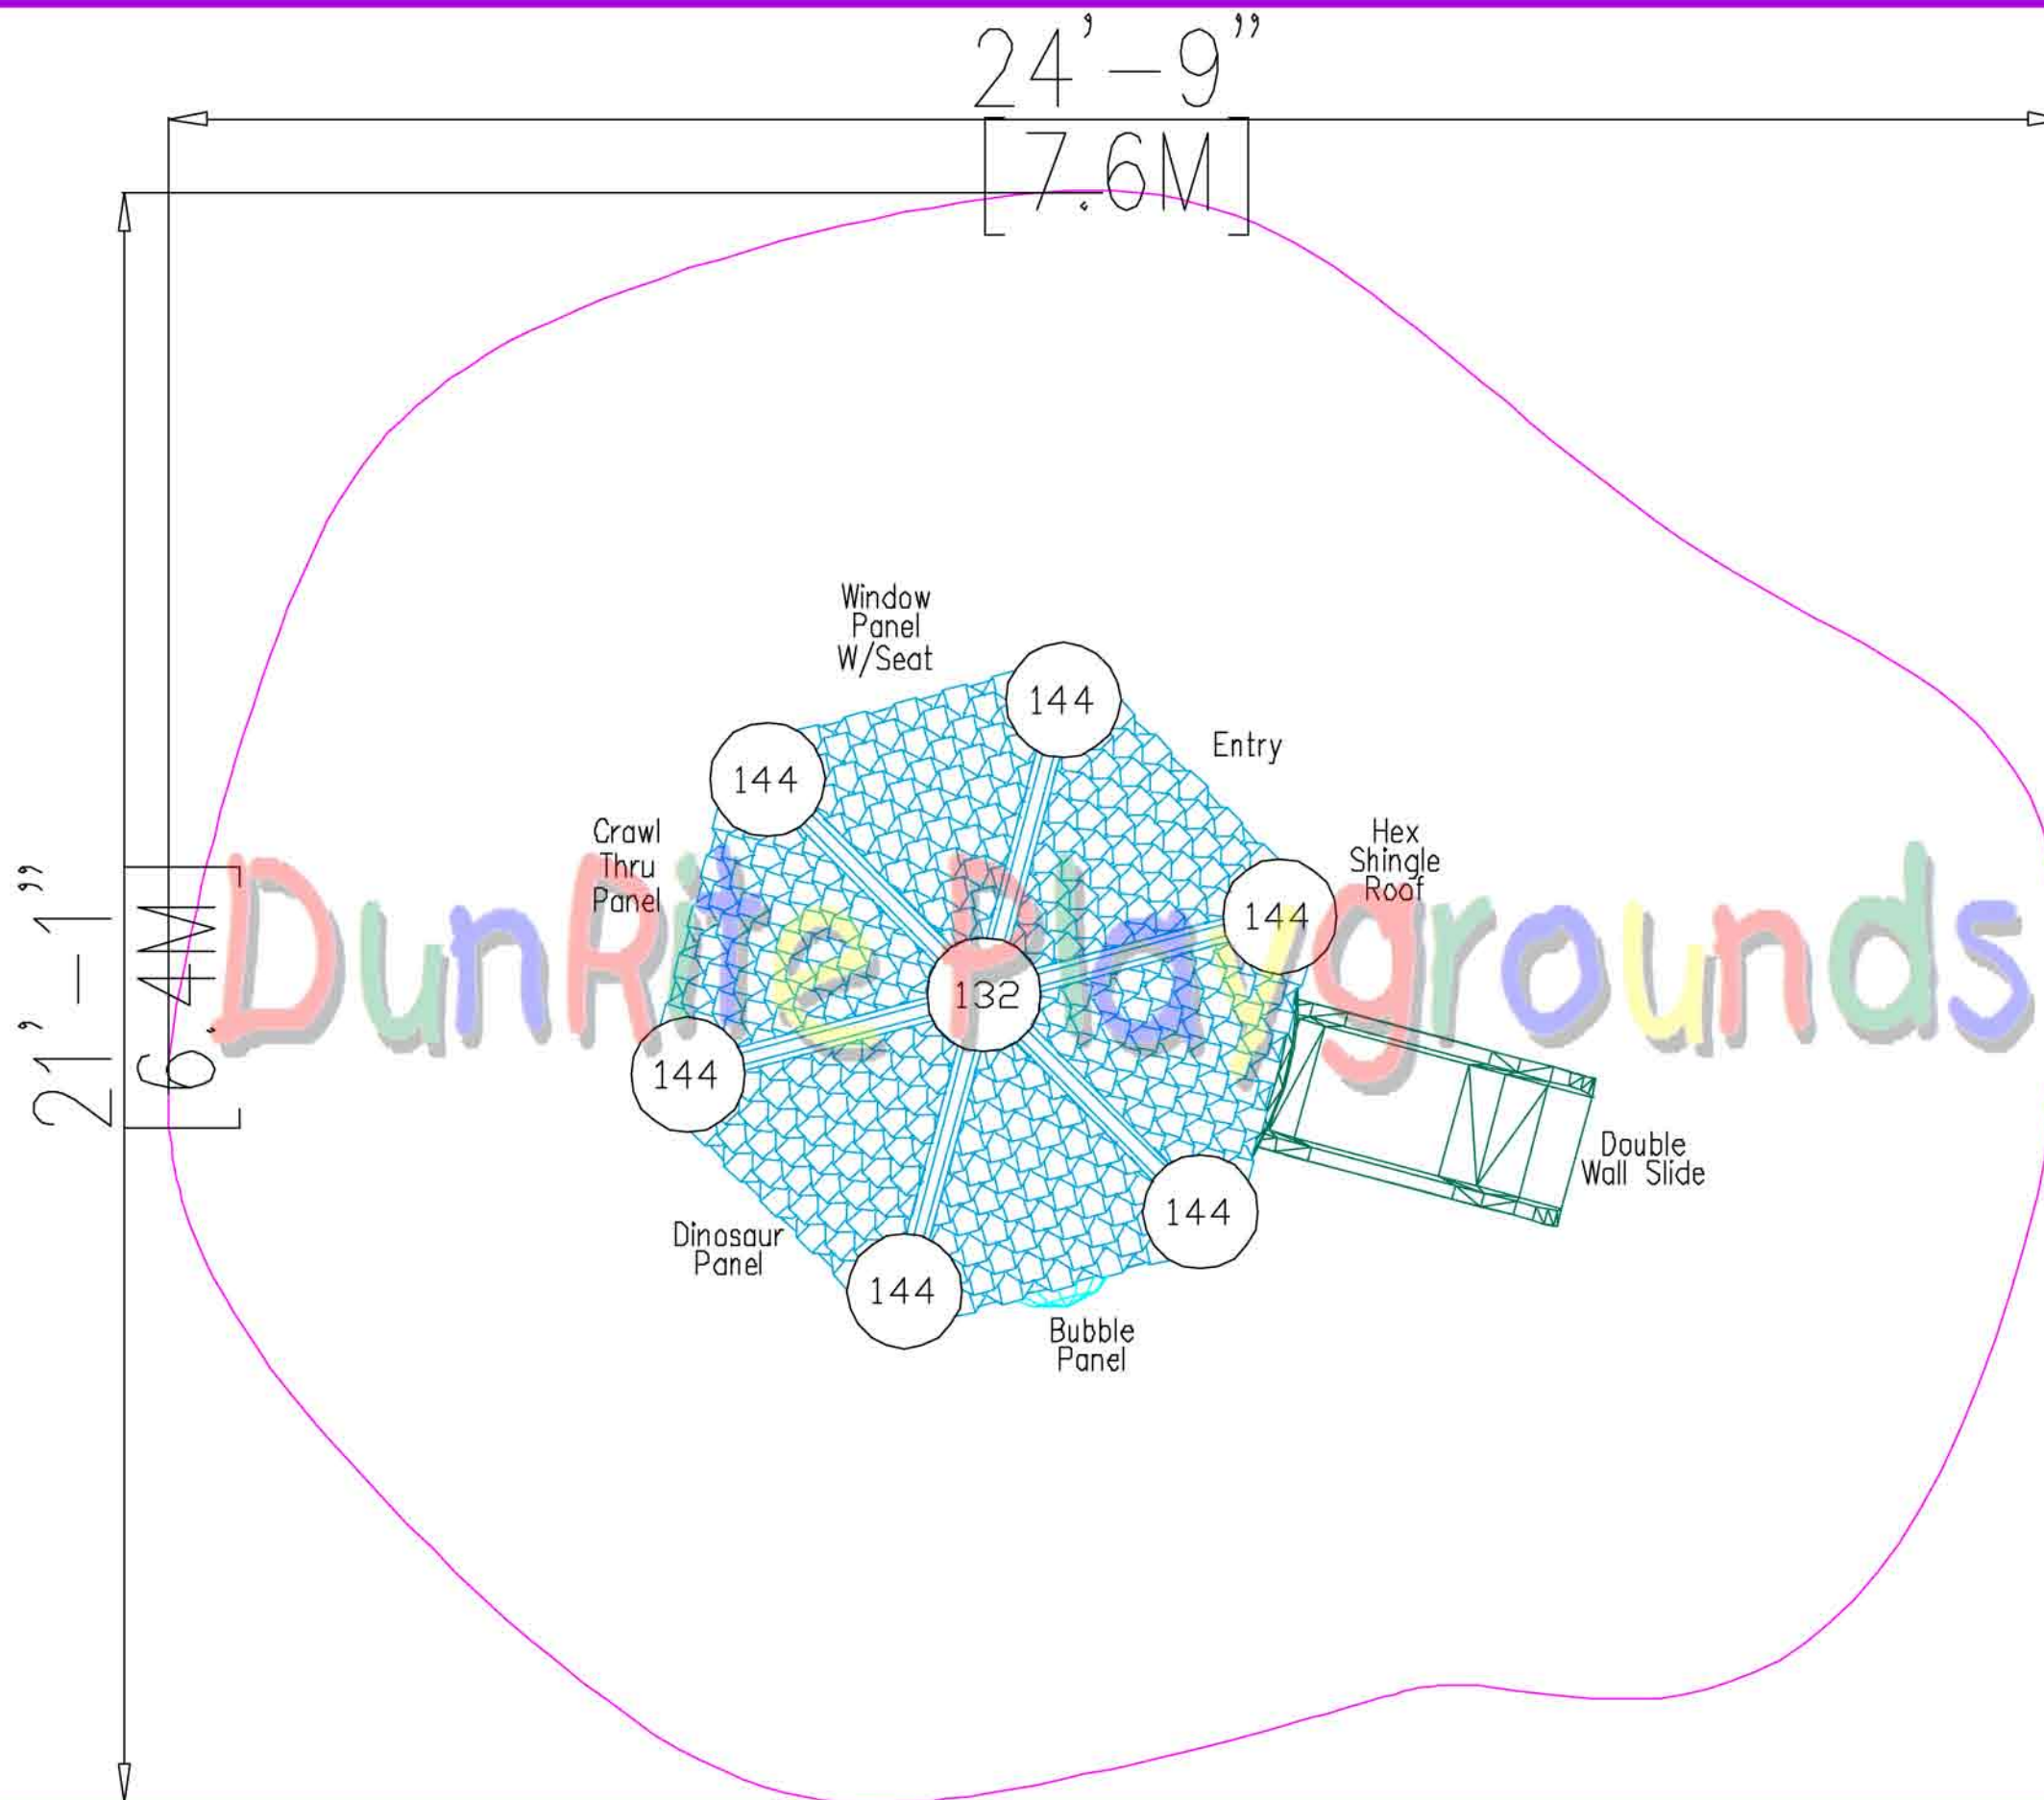 24'-9"
[7.6M]
21'-1"
[6.4M]
Window
Panel
W/Seat
144
Entry
144
Crawl
Thru
Panel
Hex
Shingle
Roof
144
DunRite Playgrounds
132
144
Double
Wall Slide
144
Dinosaur
Panel
144
Bubble
Panel